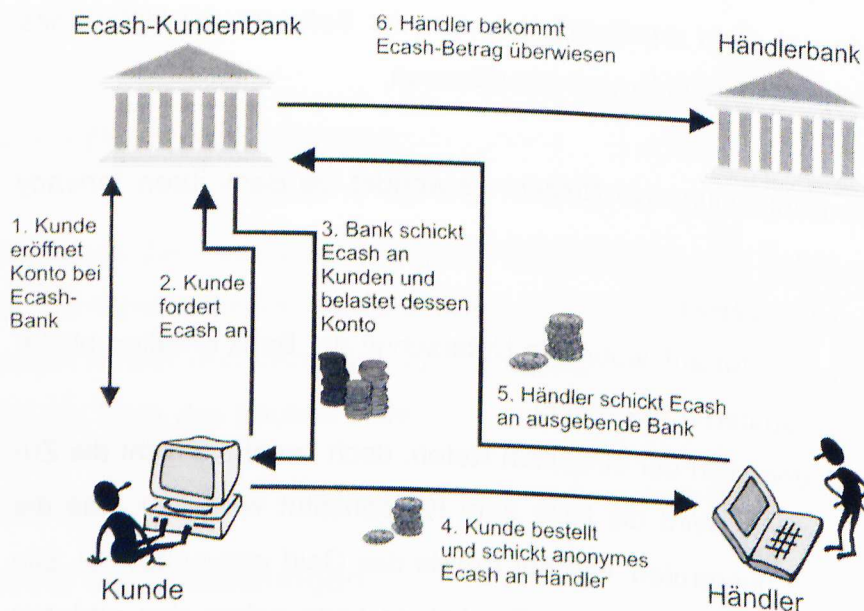 Ecash-Kundenbank
6. Händler bekommt
Ecash-Betrag überwiesen
Händlerbank
1. Kunde
eröffnet
Konto bei
Ecash-
Bank
2. Kunde
fordert
Ecash an
3. Bank schickt
Ecash an
Kunden und
belastet dessen
Konto
5. Händler schickt Ecash
an ausgebende Bank
4. Kunde bestellt
und schickt anonymes
Ecash an Händler
Kunde
Händler